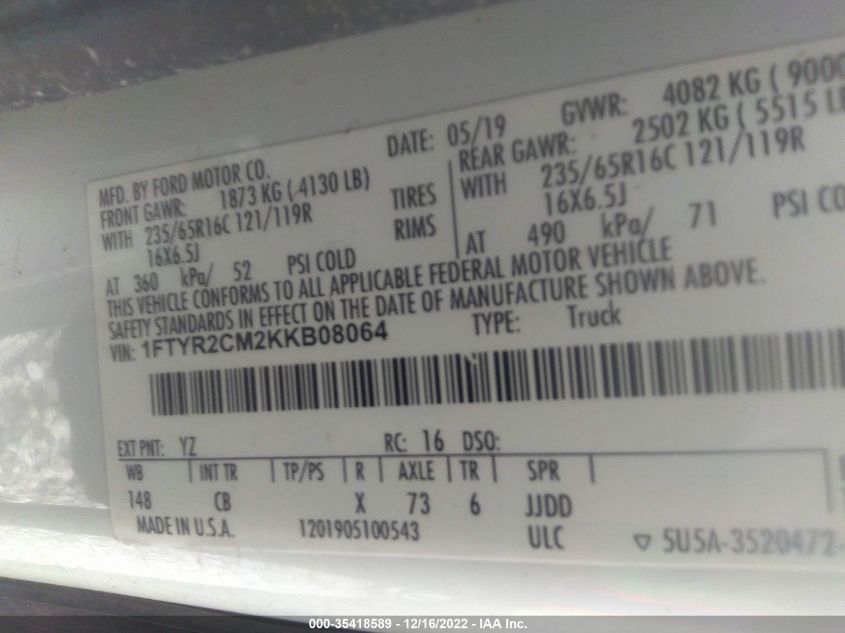 MFD. BY FORD MOTOR CO. DATE: 05/19 GVWR: 4082 KG ( 9000
FRONT GAWR: 1873 KG ( 4130 LB) REAR GAWR: 2502 KG ( 5515 LB
WITH 235/65R16C 121/119R TIRES WITH 235/65R16C 121/119R
16X6.5J RIMS 16X6.5J
AT 360 kPa/ 52 PSI COLD AT 490 kPa/ 71 PSI CO
THIS VEHICLE CONFORMS TO ALL APPLICABLE FEDERAL MOTOR VEHICLE
SAFETY STANDARDS IN EFFECT ON THE DATE OF MANUFACTURE SHOWN ABOVE.
VIN: 1FTYR2CM2KKB08064 TYPE: Truck
EXT PNT: YZ RC: 16 DSO:
WB INT TR TP/PS R AXLE TR SPR
148 CB X 73 6 JJDD
MADE IN U.S.A. 1201905100543 ULC 5U5A-3520472-
000-35418589 - 12/16/2022 - IAA Inc.